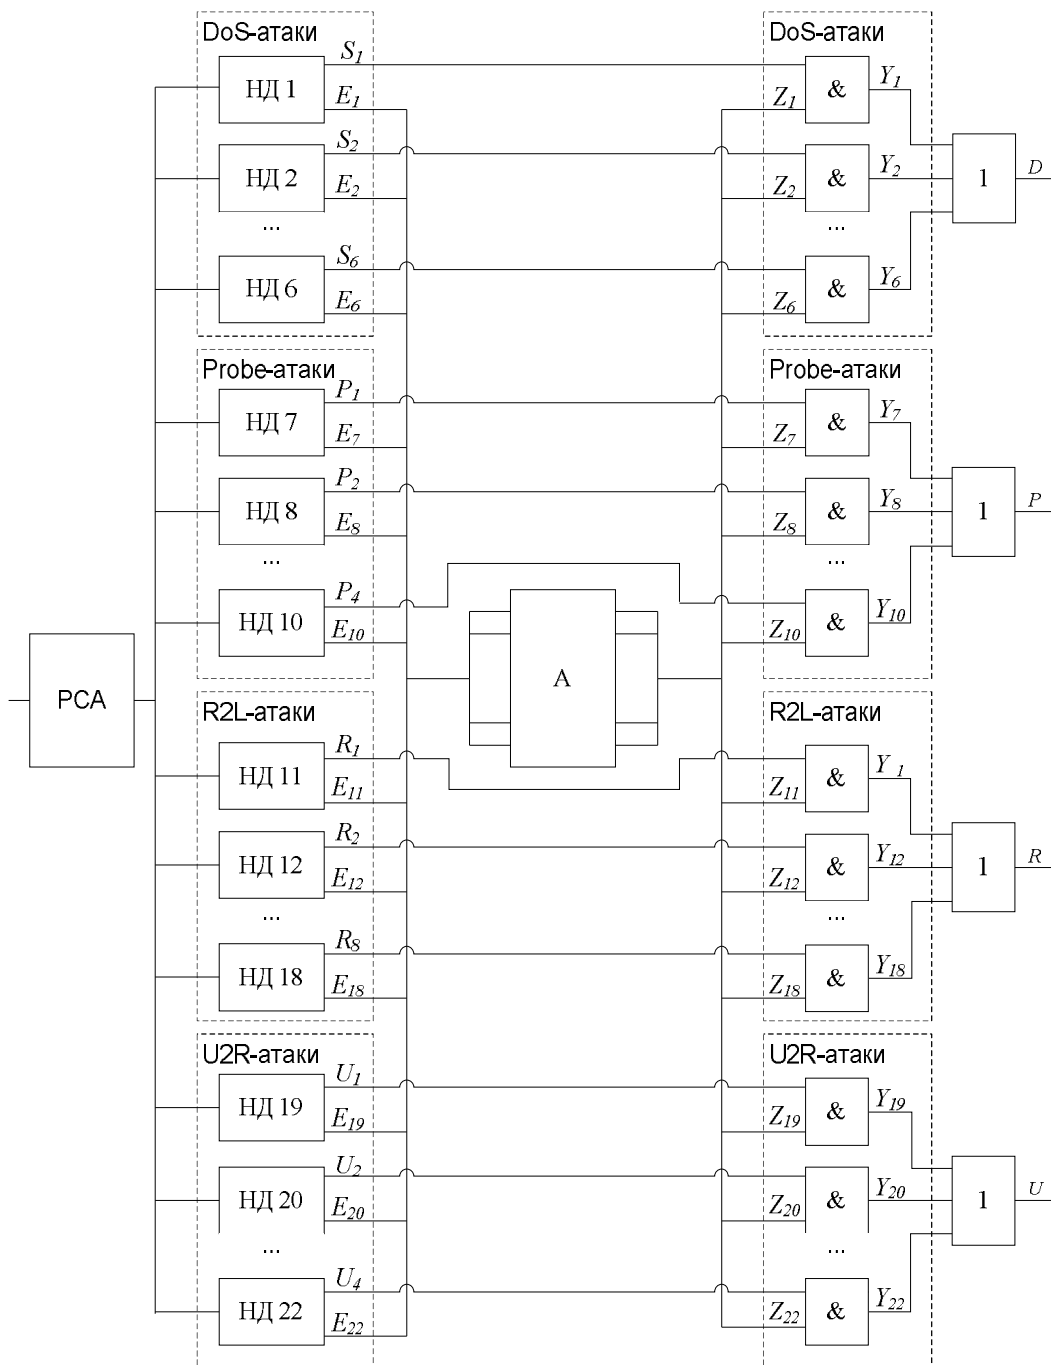 DoS-атаки
DoS-атаки
S1
НД 1
E1
Z1
&
Y1
S2
НД 2
E2
Z2
&
Y2
1
D
...
...
S6
НД 6
E6
Z6
&
Y6
Probe-атаки
Probe-атаки
P1
НД 7
E7
Z7
&
Y7
P2
НД 8
E8
Z8
&
Y8
1
P
...
...
P4
НД 10
E10
Z10
&
Y10
РСА
А
R2L-атаки
R2L-атаки
R1
НД 11
E11
Z11
&
Y 1
R2
НД 12
E12
Z12
&
Y12
1
R
...
...
R8
НД 18
E18
Z18
&
Y18
U2R-атаки
U2R-атаки
U1
НД 19
E19
Z19
&
Y19
U2
НД 20
E20
Z20
&
Y20
1
U
...
...
U4
НД 22
E22
Z22
&
Y22